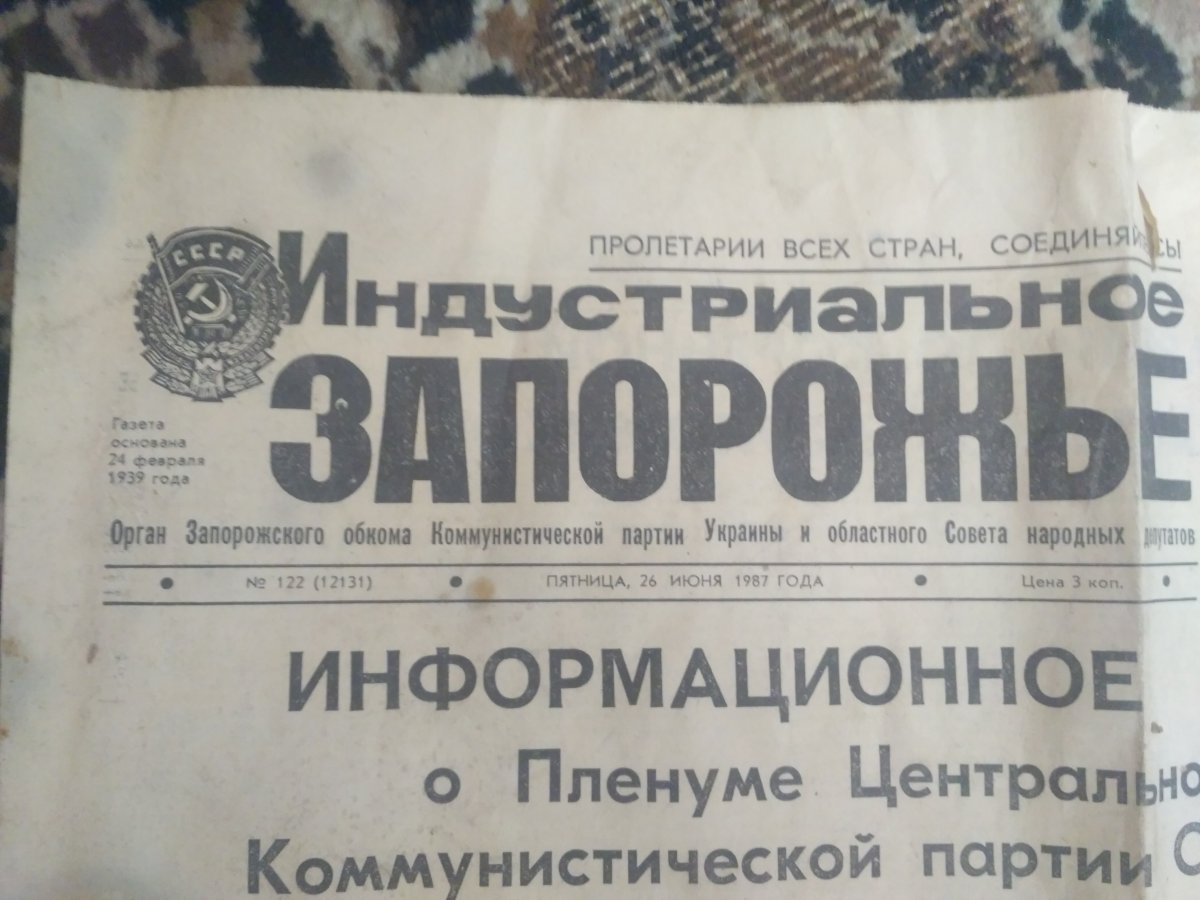 ПРОЛЕТАРИИ ВСЕХ СТРАН, СОЕДИНЯЙТЕСЬ
СССР
Индустриальное
ЗАПОРОЖЬЕ
Газета
основана
24 февраля
1939 года
Орган Запорожского обкома Коммунистической партии Украины и областного Совета народных депутатов
• № 122 (12131) • ПЯТНИЦА, 26 ИЮНЯ 1987 ГОДА • Цена 3 коп. •
ИНФОРМАЦИОННОЕ
о Пленуме Центрально
Коммунистической партии С